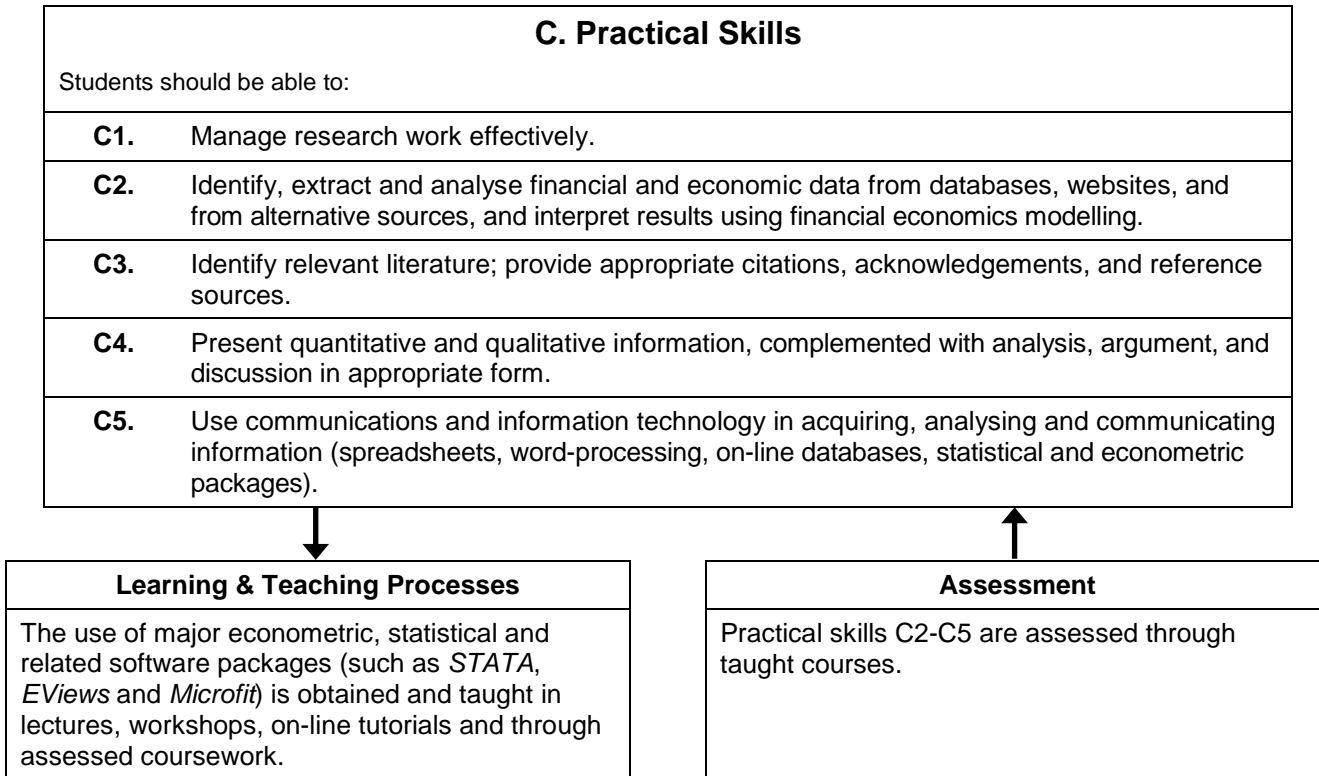 C. Practical Skills
Students should be able to:
C1. Manage research work effectively.
C2. Identify, extract and analyse financial and economic data from databases, websites, and
from alternative sources, and interpret results using financial economics modelling.
C3. Identify relevant literature; provide appropriate citations, acknowledgements, and reference
sources.
C4. Present quantitative and qualitative information, complemented with analysis, argument, and
discussion in appropriate form.
C5. Use communications and information technology in acquiring, analysing and communicating
information (spreadsheets, word-processing, on-line databases, statistical and econometric
packages).
Learning & Teaching Processes
The use of major econometric, statistical and
related software packages (such as STATA,
EViews and Microfit) is obtained and taught in
lectures, workshops, on-line tutorials and through
assessed coursework.
Assessment
Practical skills C2-C5 are assessed through
taught courses.